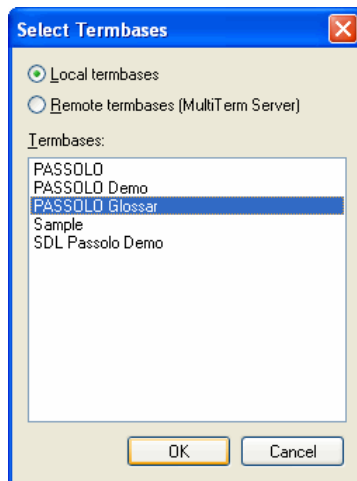 Select Termbases
Local termbases
Remote termbases (MultiTerm Server)
Termbases:
PASSOLO
PASSOLO Demo
PASSOLO Glossar
Sample
SDL Passolo Demo
OK Cancel